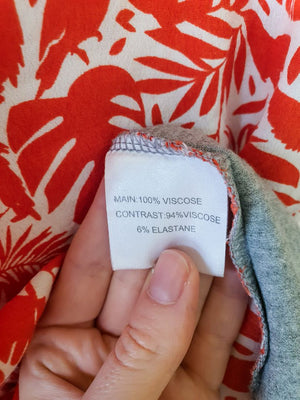 MAIN:100% VISCOSE
CONTRAST:94%VISCOSE
6% ELASTANE